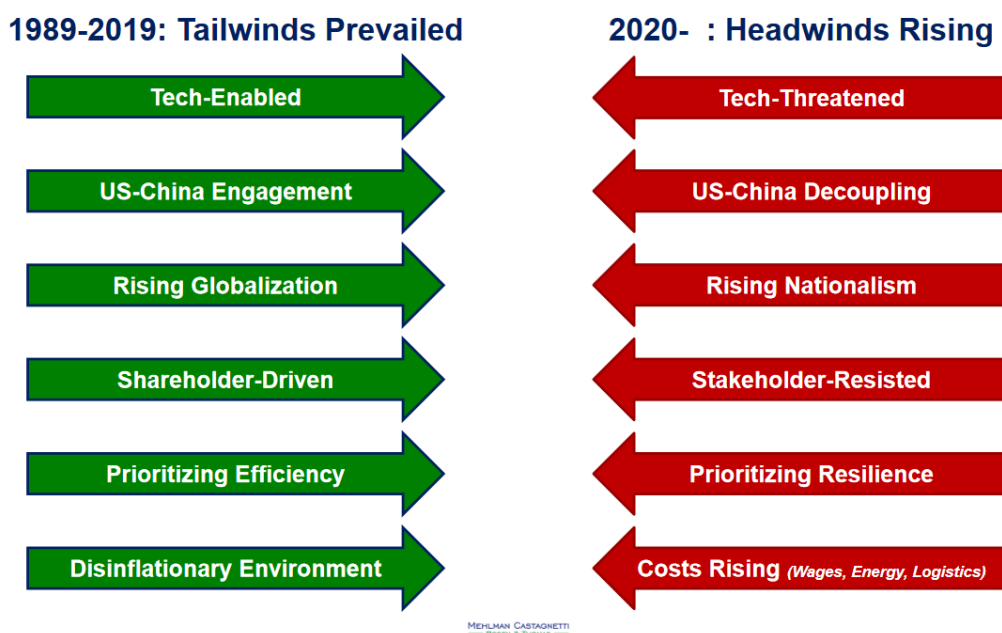 1989-2019: Tailwinds Prevailed
2020-  : Headwinds Rising
Tech-Enabled
Tech-Threatened
US-China Engagement
US-China Decoupling
Rising Globalization
Rising Nationalism
Shareholder-Driven
Stakeholder-Resisted
Prioritizing Efficiency
Prioritizing Resilience
Disinflationary Environment
Costs Rising (Wages, Energy, Logistics)
MEHLMAN CASTAGNETTI